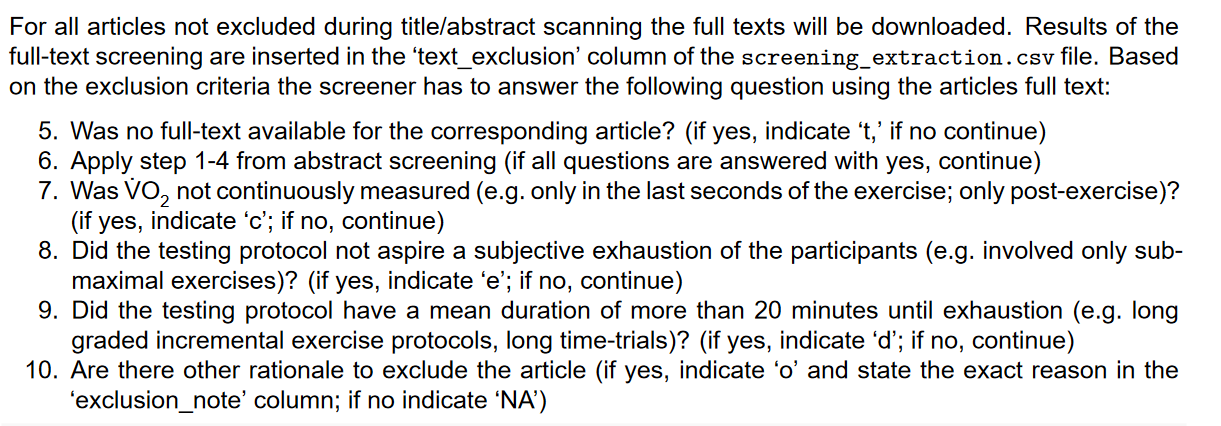 For all articles not excluded during title/abstract scanning the full texts will be downloaded. Results of the
full-text screening are inserted in the ‘text_exclusion’ column of the screening_extraction.csv file. Based
on the exclusion criteria the screener has to answer the following question using the articles full text:
5. Was no full-text available for the corresponding article? (if yes, indicate ‘t,’ if no continue)
6. Apply step 1-4 from abstract screening (if all questions are answered with yes, continue)
7. Was V̇O₂ not continuously measured (e.g. only in the last seconds of the exercise; only post-exercise)?
(if yes, indicate ‘c’; if no, continue)
8. Did the testing protocol not aspire a subjective exhaustion of the participants (e.g. involved only sub-
maximal exercises)? (if yes, indicate ‘e’; if no, continue)
9. Did the testing protocol have a mean duration of more than 20 minutes until exhaustion (e.g. long
graded incremental exercise protocols, long time-trials)? (if yes, indicate ‘d’; if no, continue)
10. Are there other rationale to exclude the article (if yes, indicate ‘o’ and state the exact reason in the
‘exclusion_note’ column; if no indicate ‘NA’)